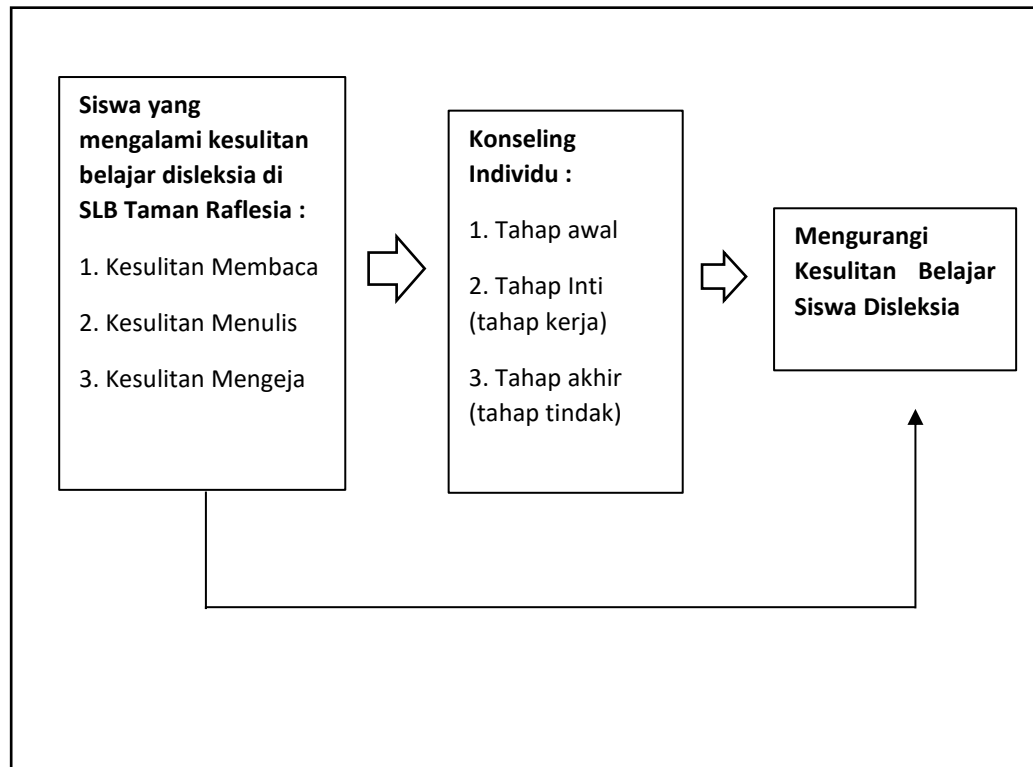 Siswa yang
mengalami kesulitan
belajar disleksia di
SLB Taman Raflesia :
1. Kesulitan Membaca
2. Kesulitan Menulis
3. Kesulitan Mengeja
Konseling
Individu :
1. Tahap awal
2. Tahap Inti
(tahap kerja)
3. Tahap akhir
(tahap tindak)
Mengurangi
Kesulitan Belajar
Siswa Disleksia